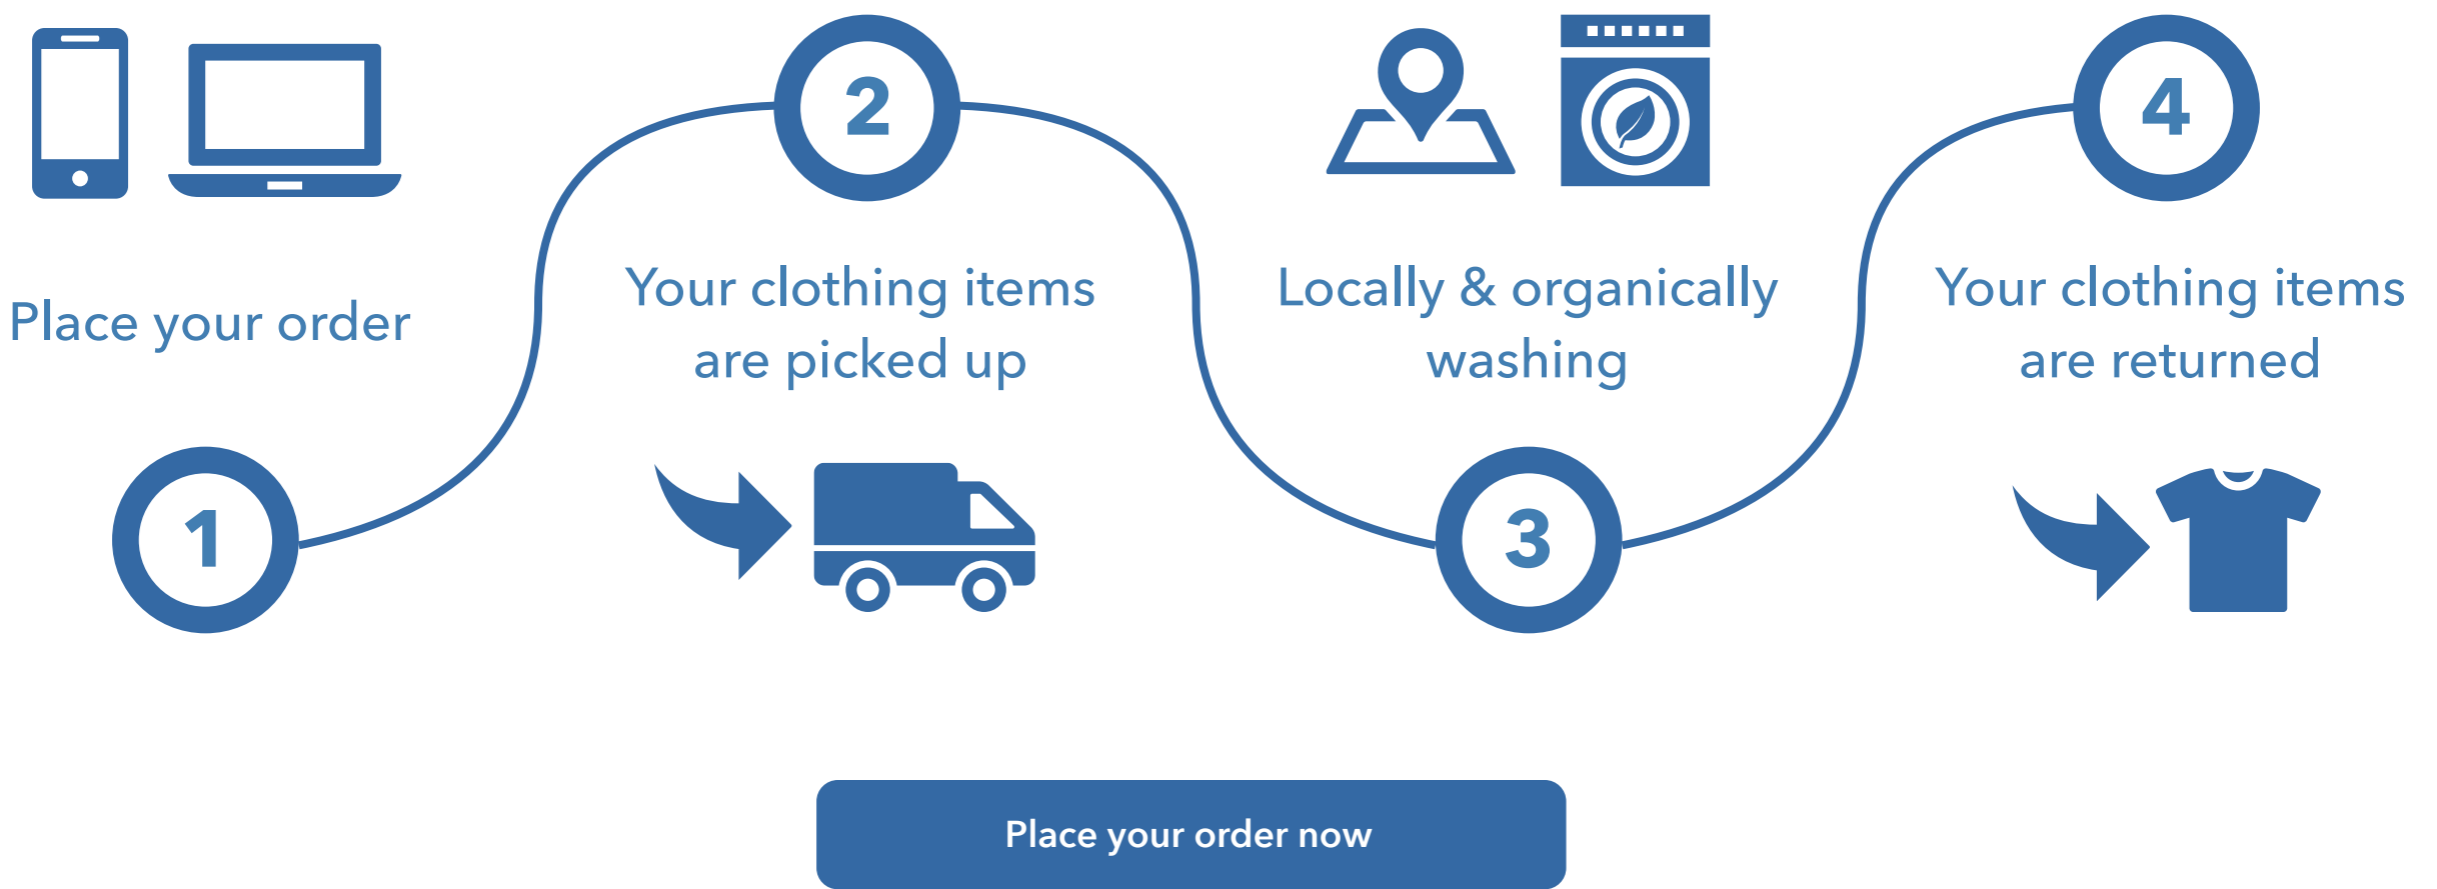 Place your order
1
2
Your clothing items
are picked up
Locally & organically
washing
3
4
Your clothing items
are returned
Place your order now